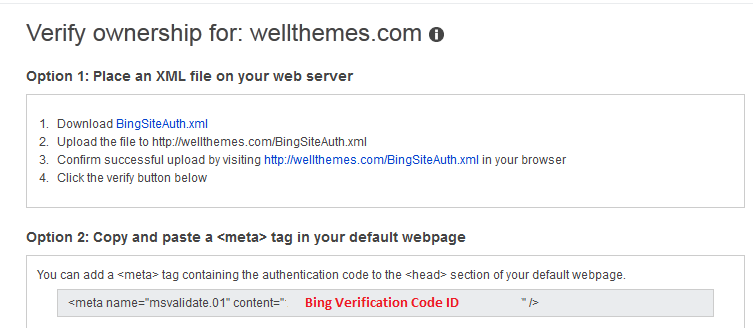 Verify ownership for: wellthemes.com
Option 1: Place an XML file on your web server
1. Download BingSiteAuth.xml
2. Upload the file to http://wellthemes.com/BingSiteAuth.xml
3. Confirm successful upload by visiting http://wellthemes.com/BingSiteAuth.xml in your browser
4. Click the verify button below
Option 2: Copy and paste a <meta> tag in your default webpage
You can add a <meta> tag containing the authentication code to the <head> section of your default webpage.
<meta name="msvalidate.01" content=" Bing Verification Code ID " />